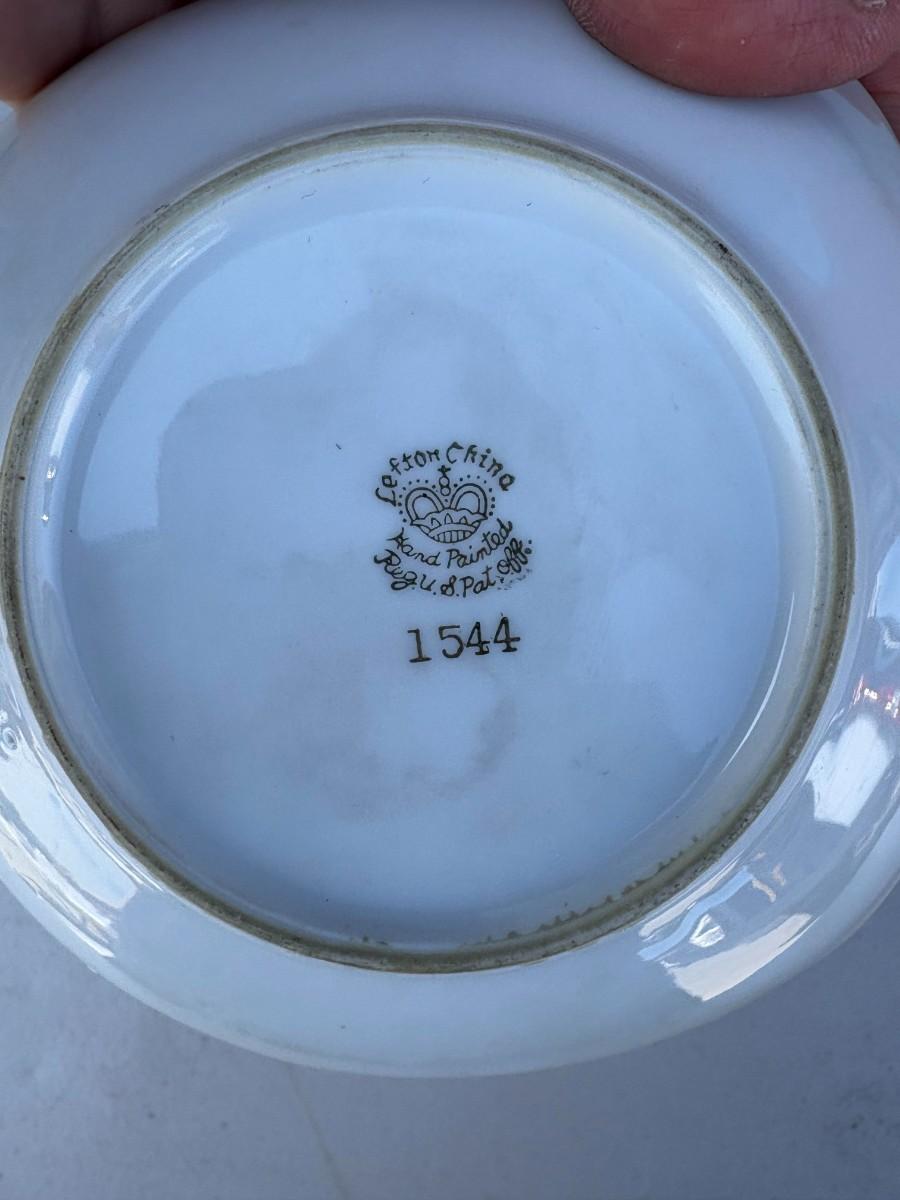 Lefton China
Hand Painted
Reg. U.S. Pat. Off.
1544